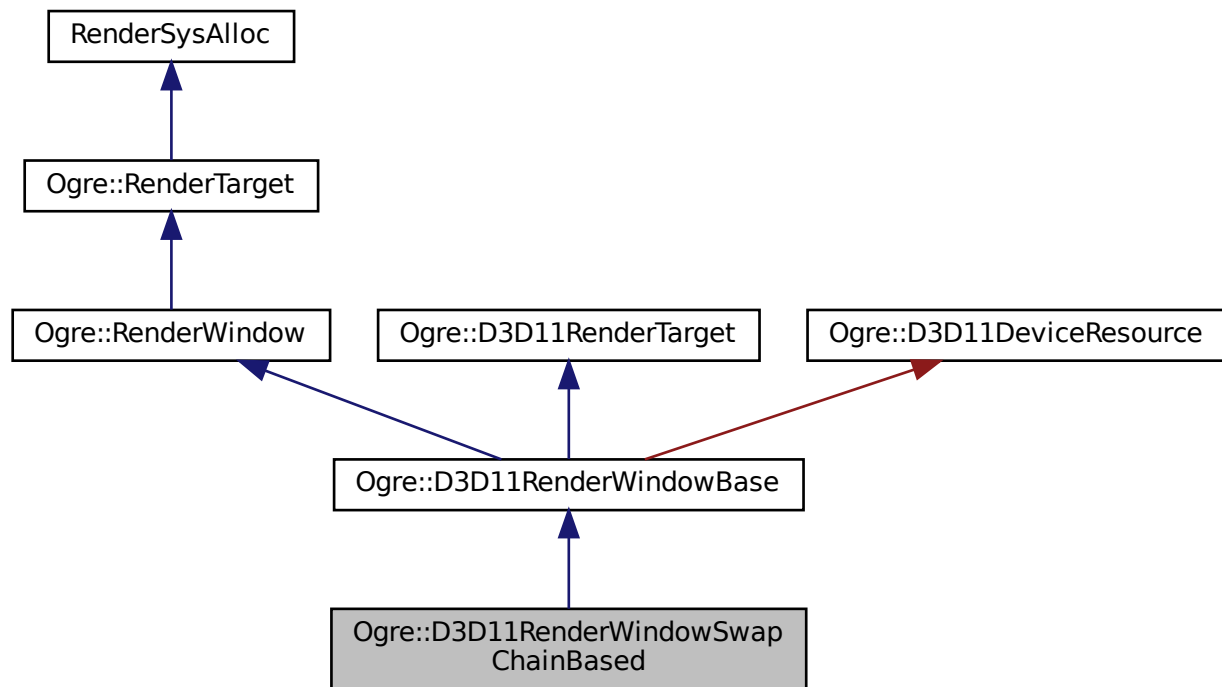 RenderSysAlloc
Ogre::RenderTarget
Ogre::RenderWindow
Ogre::D3D11RenderTarget
Ogre::D3D11DeviceResource
Ogre::D3D11RenderWindowBase
Ogre::D3D11RenderWindowSwap
ChainBased